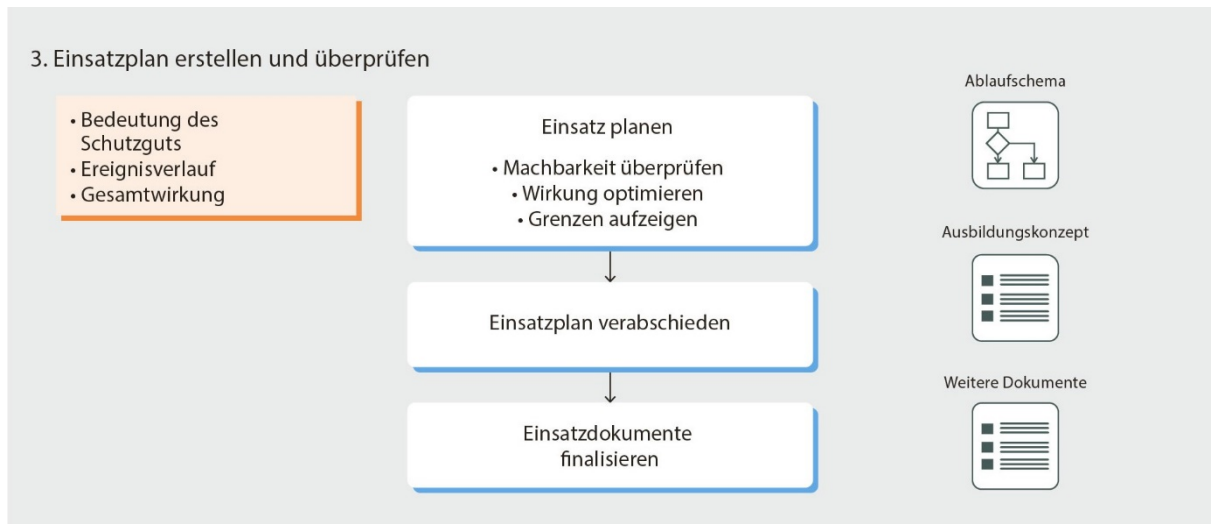 3. Einsatzplan erstellen und überprüfen
• Bedeutung des
Schutzguts
• Ereignisverlauf
• Gesamtwirkung
Einsatz planen
• Machbarkeit überprüfen
• Wirkung optimieren
• Grenzen aufzeigen
Einsatzplan verabschieden
Einsatzdokumente
finalisieren
Ablaufschema
Ausbildungskonzept
Weitere Dokumente